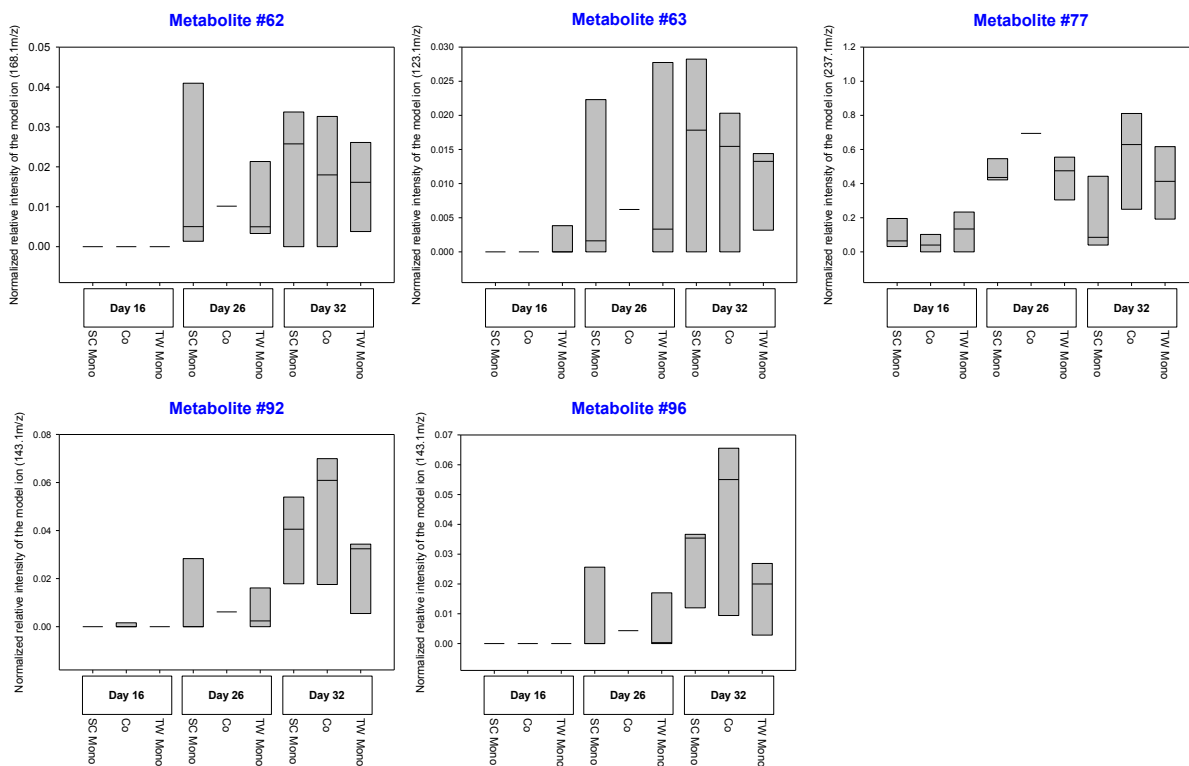 Metabolite #62
Normalized relative intensity of the model ion (168.1m/z)
0.05
0.04
0.03
0.02
0.01
0.00
Day 16
Day 26
Day 32
SC Mono
Co
TW Mono
SC Mono
Co
TW Mono
SC Mono
Co
TW Mono
Metabolite #63
Normalized relative intensity of the model ion (123.1m/z)
0.030
0.025
0.020
0.015
0.010
0.005
0.000
Day 16
Day 26
Day 32
SC Mono
Co
TW Mono
SC Mono
Co
TW Mono
SC Mono
Co
TW Mono
Metabolite #77
Normalized relative intensity of the model ion (237.1m/z)
1.2
1.0
0.8
0.6
0.4
0.2
0.0
Day 16
Day 26
Day 32
SC Mono
Co
TW Mono
SC Mono
Co
TW Mono
SC Mono
Co
TW Mono
Metabolite #92
Normalized relative intensity of the model ion (143.1m/z)
0.08
0.06
0.04
0.02
0.00
Day 16
Day 26
Day 32
SC Mono
Co
TW Mono
SC Mono
Co
TW Mono
SC Mono
Co
TW Mono
Metabolite #96
Normalized relative intensity of the model ion (143.1m/z)
0.07
0.06
0.05
0.04
0.03
0.02
0.01
0.00
Day 16
Day 26
Day 32
SC Mono
Co
TW Mono
SC Mono
Co
TW Mono
SC Mono
Co
TW Mono